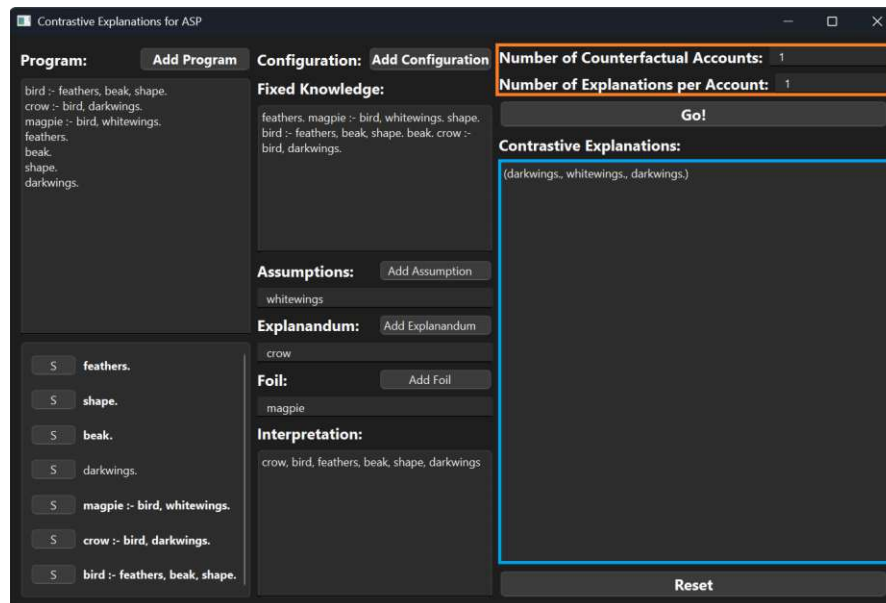 Contrastive Explanations for ASP
Program:
Add Program
bird :- feathers, beak, shape.
crow :- bird, darkwings.
magpie :- bird, whitewings.
feathers.
beak.
shape.
darkwings.
S feathers.
S shape.
S beak.
S darkwings.
S magpie :- bird, whitewings.
S crow :- bird, darkwings.
S bird :- feathers, beak, shape.
Configuration:
Add Configuration
Fixed Knowledge:
feathers. magpie :- bird, whitewings. shape.
bird :- feathers, beak, shape. beak. crow :-
bird, darkwings.
Assumptions:
Add Assumption
whitewings
Explanandum:
Add Explanandum
crow
Foil:
Add Foil
magpie
Interpretation:
crow, bird, feathers, beak, shape, darkwings
Number of Counterfactual Accounts: 1
Number of Explanations per Account: 1
Go!
Contrastive Explanations:
(darkwings., whitewings., darkwings.)
Reset